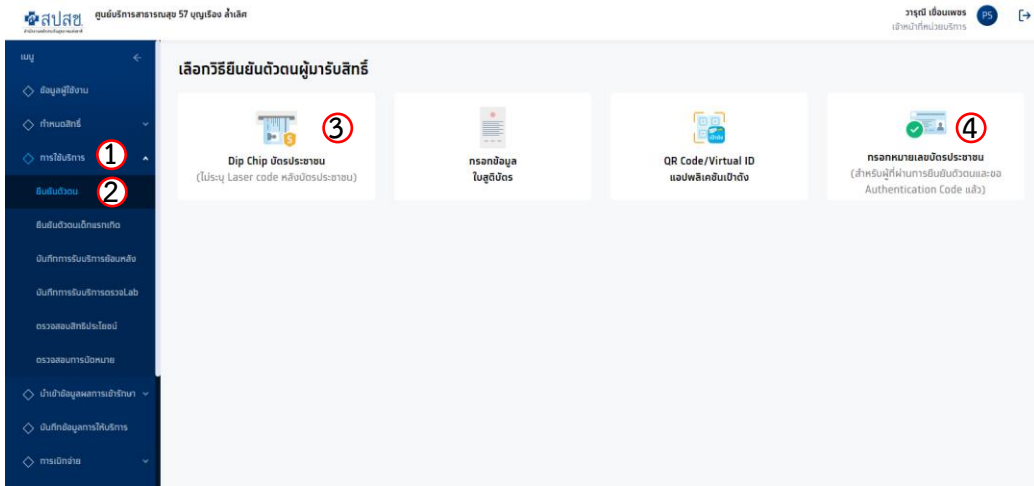 สปสช.
ศูนย์บริการสาธารณสุข 57 บุญเรือง ล้ำเลิศ
วารุณี เขื่อนเพชร
เจ้าหน้าที่หน่วยบริการ
PS
เมนู
ข้อมูลผู้ใช้งาน
กำหนดสิทธิ์
การใช้บริการ
1
ยืนยันตัวตน
2
ยืนยันตัวตนเด็กแรกเกิด
บันทึกการรับบริการย้อนหลัง
บันทึกการรับบริการตรวจLab
ตรวจสอบสิทธิประโยชน์
ตรวจสอบการนัดหมาย
นำเข้าข้อมูลผลการเข้ารักษา
บันทึกข้อมูลการให้บริการ
การเบิกจ่าย
เลือกวิธียืนยันตัวตนผู้มารับสิทธิ์
3
Dip Chip บัตรประชาชน
(ไม่ระบุ Laser code หลังบัตรประชาชน)
กรอกข้อมูล
ใบสูติบัตร
QR Code/Virtual ID
แอปพลิเคชันเป๋าตัง
4
กรอกหมายเลขบัตรประชาชน
(สำหรับผู้ที่ผ่านการยืนยันตัวตนและขอ
Authentication Code แล้ว)